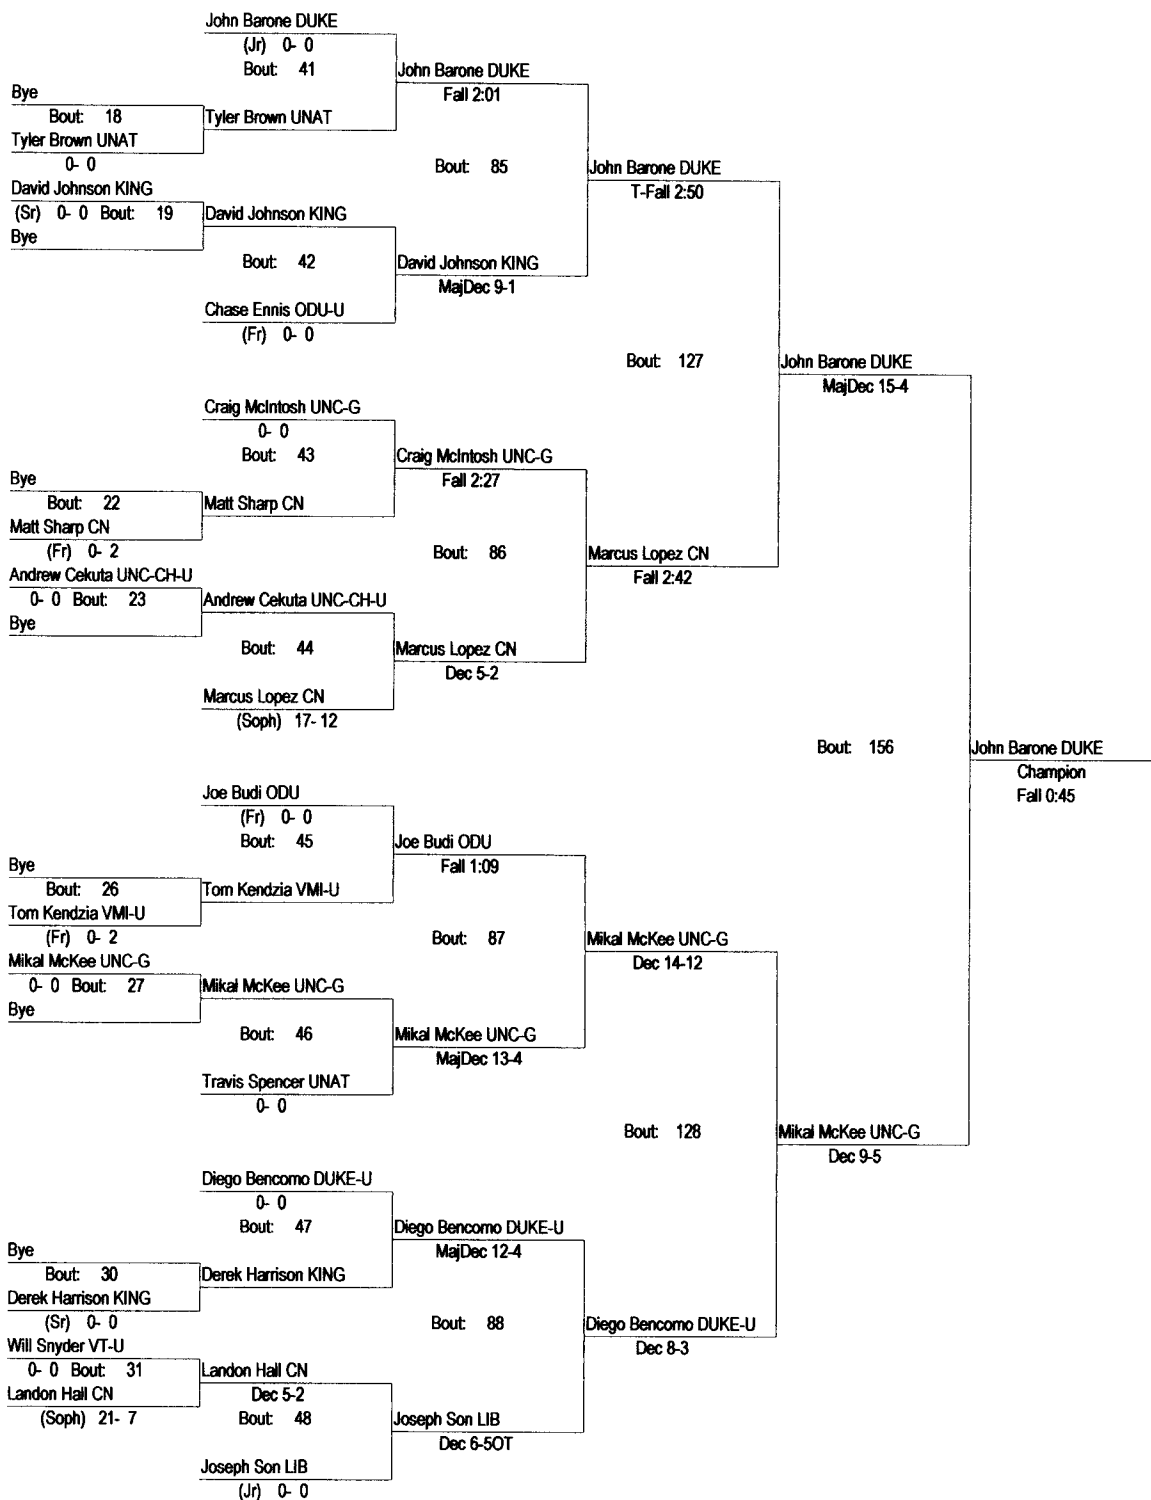 John Barone DUKE
(Jr) 0- 0
Bout: 41
John Barone DUKE
Fall 2:01
Bye
Bout: 18
Tyler Brown UNAT
Tyler Brown UNAT
0- 0
Bout: 85
John Barone DUKE
T-Fall 2:50
David Johnson KING
(Sr) 0- 0 Bout: 19
David Johnson KING
Bye
Bout: 42
David Johnson KING
MajDec 9-1
Chase Ennis ODU-U
(Fr) 0- 0
Bout: 127
John Barone DUKE
MajDec 15-4
Craig McIntosh UNC-G
0- 0
Bout: 43
Craig McIntosh UNC-G
Fall 2:27
Bye
Bout: 22
Matt Sharp CN
Matt Sharp CN
(Fr) 0- 2
Bout: 86
Marcus Lopez CN
Fall 2:42
Andrew Cekuta UNC-CH-U
0- 0 Bout: 23
Andrew Cekuta UNC-CH-U
Bye
Bout: 44
Marcus Lopez CN
Dec 5-2
Marcus Lopez CN
(Soph) 17- 12
Bout: 156
John Barone DUKE
Champion
Fall 0:45
Joe Budi ODU
(Fr) 0- 0
Bout: 45
Joe Budi ODU
Fall 1:09
Bye
Bout: 26
Tom Kendzia VMI-U
Tom Kendzia VMI-U
(Fr) 0- 2
Bout: 87
Mikal McKee UNC-G
Dec 14-12
Mikal McKee UNC-G
0- 0 Bout: 27
Mikal McKee UNC-G
Bye
Bout: 46
Mikal McKee UNC-G
MajDec 13-4
Travis Spencer UNAT
0- 0
Bout: 128
Mikal McKee UNC-G
Dec 9-5
Diego Bencomo DUKE-U
0- 0
Bout: 47
Diego Bencomo DUKE-U
MajDec 12-4
Bye
Bout: 30
Derek Harrison KING
Derek Harrison KING
(Sr) 0- 0
Bout: 88
Diego Bencomo DUKE-U
Dec 8-3
Will Snyder VT-U
0- 0 Bout: 31
Landon Hall CN
Dec 5-2
Landon Hall CN
(Soph) 21- 7
Bout: 48
Joseph Son LIB
Dec 6-5OT
Joseph Son LIB
(Jr) 0- 0